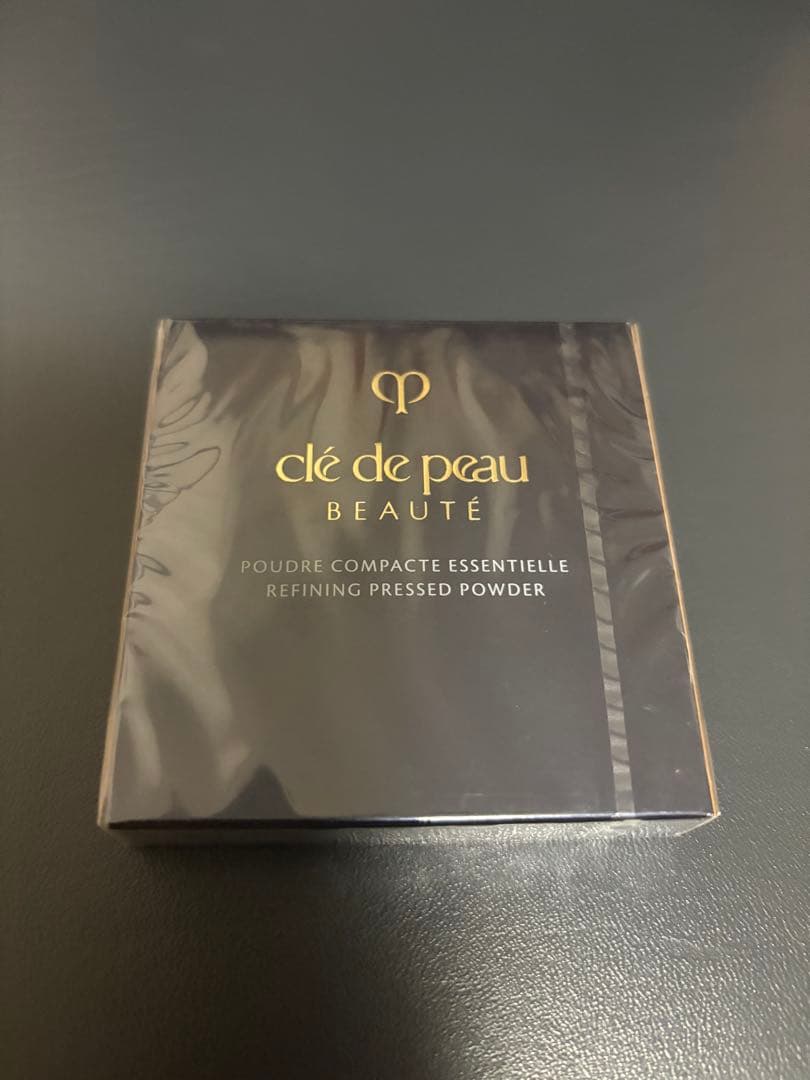 clé de peau
BEAUTÉ
POUDRE COMPACTE ESSENTIELLE
REFINING PRESSED POWDER